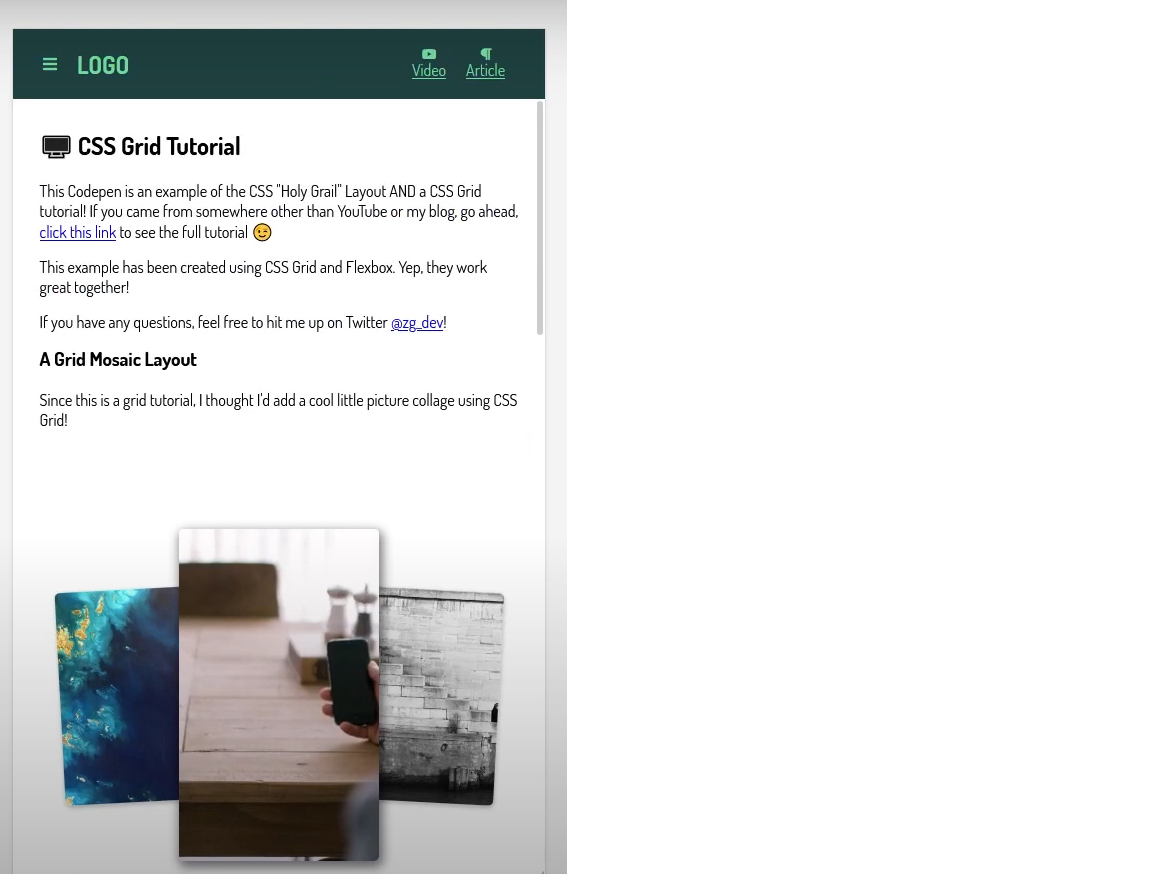 LOGO
Video
Article
CSS Grid Tutorial
This Codepen is an example of the CSS "Holy Grail" Layout AND a CSS Grid
tutorial! If you came from somewhere other than YouTube or my blog, go ahead,
click this link to see the full tutorial 😉
This example has been created using CSS Grid and Flexbox. Yep, they work
great together!
If you have any questions, feel free to hit me up on Twitter @zg_dev!
A Grid Mosaic Layout
Since this is a grid tutorial, I thought I'd add a cool little picture collage using CSS
Grid!